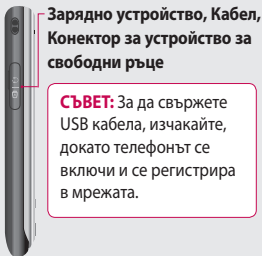 Зарядно устройство, Кабел,
Конектор за устройство за
свободни ръце
СЪВЕТ: За да свържете
USB кабела, изчакайте,
докато телефонът се
включи и се регистрира
в мрежата.